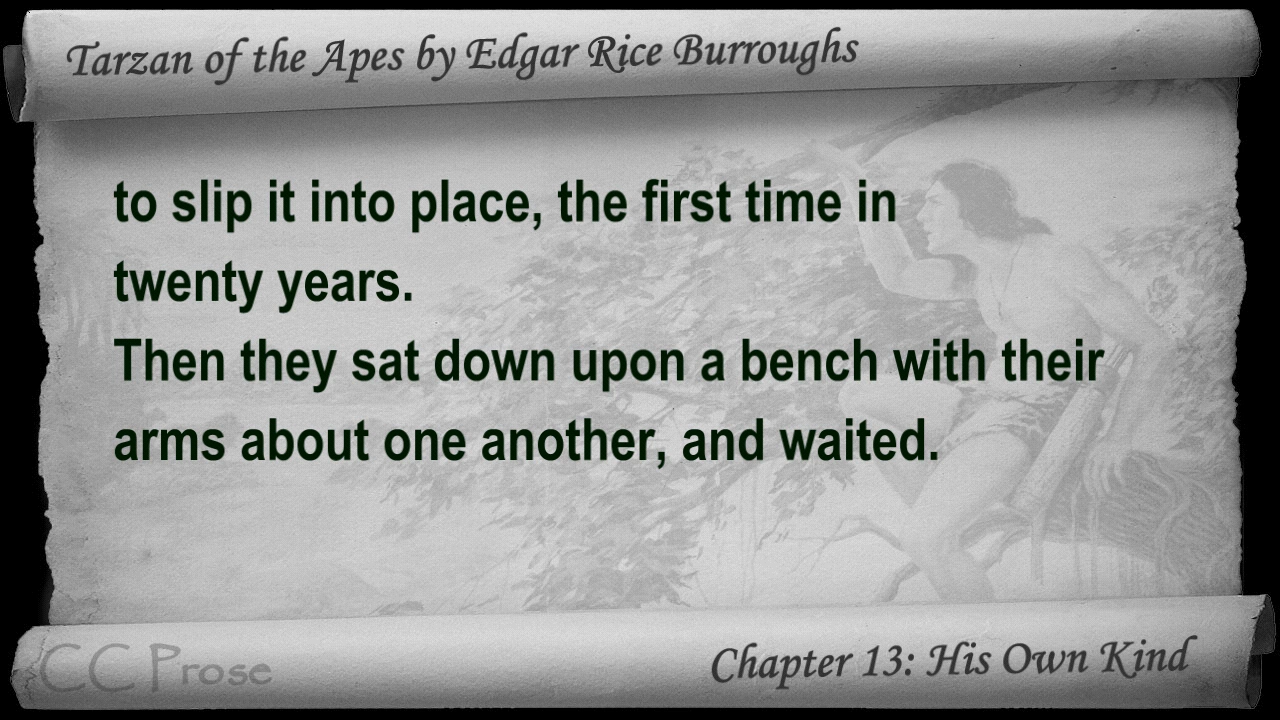 Tarzan of the Apes by Edgar Rice Burroughs
to slip it into place, the first time in
twenty years.
Then they sat down upon a bench with their
arms about one another, and waited.
CC Prose
Chapter 13: His Own Kind